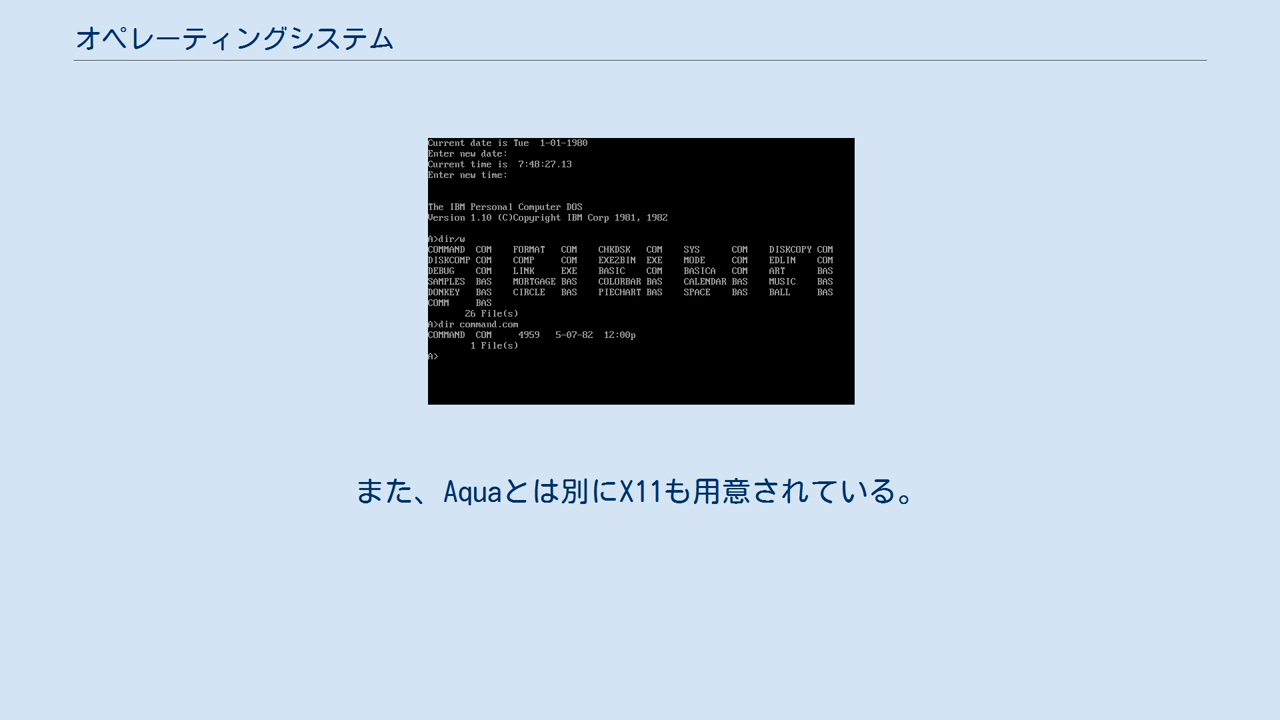 オペレーティングシステム
Current date is Tue  1-01-1980
Enter new date:
Current time is  7:48:27.13
Enter new time:
The IBM Personal Computer DOS
Version 1.10 (C)Copyright IBM Corp 1981, 1982
A>dir/w
COMMAND  COM    FORMAT   COM    CHKDSK   COM    SYS      COM    DISKCOPY COM
DISKCOMP COM    COMP     COM    EXE2BIN  EXE    MODE     COM    EDLIN    COM
DEBUG    COM    LINK     EXE    BASIC    COM    BASICA   COM    ART      BAS
SAMPLES  BAS    MORTGAGE BAS    COLORBAR BAS    CALENDAR BAS    MUSIC    BAS
DONKEY   BAS    CIRCLE   BAS    PIECHART BAS    SPACE    BAS    BALL     BAS
COMM     BAS
26 File(s)
A>dir command.com
COMMAND  COM     4959   5-07-82  12:00p
1 File(s)
A>
また、Aquaとは別にX11も用意されている。